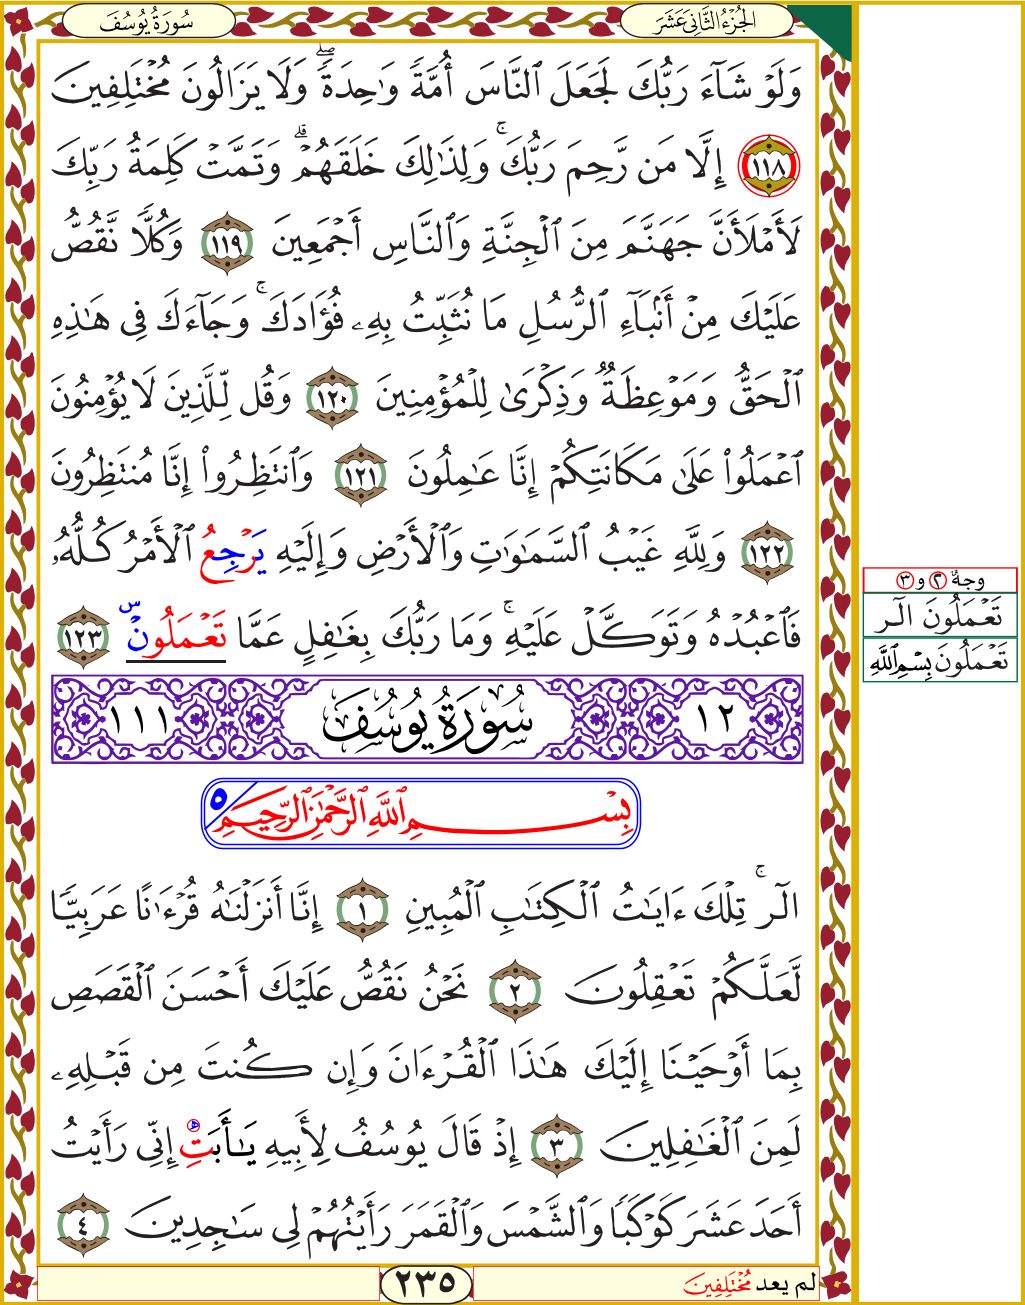 سُورَةُ يُوسُفَ
الجُزْءُ الثَّانِي عَشَرَ
وَلَوْ شَآءَ رَبُّكَ لَجَعَلَ ٱلنَّاسَ أُمَّةٗ وَٰحِدَةٗۖ وَلَا يَزَالُونَ مُخْتَلِفِينَ
١١٨ إِلَّا مَن رَّحِمَ رَبُّكَۚ وَلِذَٰلِكَ خَلَقَهُمْۗ وَتَمَّتْ كَلِمَةُ رَبِّكَ
لَأَمْلَأَنَّ جَهَنَّمَ مِنَ ٱلْجِنَّةِ وَٱلنَّاسِ أَجْمَعِينَ ١١٩ وَكُلّٗا نَّقُصُّ
عَلَيْكَ مِنْ أَنۢبَآءِ ٱلرُّسُلِ مَا نُثَبِّتُ بِهِۦ فُؤَادَكَۚ وَجَآءَكَ فِي هَٰذِهِ
ٱلْحَقُّ وَمَوْعِظَةٞ وَذِكْرَىٰ لِلْمُؤْمِنِينَ ١٢٠ وَقُل لِّلَّذِينَ لَا يُؤْمِنُونَ
ٱعْمَلُواْ عَلَىٰ مَكَانَتِكُمْ إِنَّا عَٰمِلُونَ ١٢١ وَٱنتَظِرُوٓاْ إِنَّا مُنتَظِرُونَ
١٢٢ وَلِلَّهِ غَيْبُ ٱلسَّمَٰوَٰتِ وَٱلْأَرْضِ وَإِلَيْهِ يَرْجِعُ ٱلْأَمْرُ كُلُّهُۥ
فَٱعْبُدْهُ وَتَوَكَّلْ عَلَيْهِۚ وَمَا رَبُّكَ بِغَٰفِلٍ عَمَّا تَعْمَلُونَۜ ١٢٣
١٢ سُورَةُ يُوسُفَ ١١١
بِسْمِ ٱللَّهِ ٱلرَّحْمَٰنِ ٱلرَّحِيمِ ٥
الٓرۚ تِلْكَ ءَايَٰتُ ٱلْكِتَٰبِ ٱلْمُبِينِ ١ إِنَّآ أَنزَلْنَٰهُ قُرْءَٰنًا عَرَبِيّٗا
لَّعَلَّكُمْ تَعْقِلُونَ ٢ نَحْنُ نَقُصُّ عَلَيْكَ أَحْسَنَ ٱلْقَصَصِ
بِمَآ أَوْحَيْنَآ إِلَيْكَ هَٰذَا ٱلْقُرْءَانَ وَإِن كُنتَ مِن قَبْلِهِۦ
لَمِنَ ٱلْغَٰفِلِينَ ٣ إِذْ قَالَ يُوسُفُ لِأَبِيهِ يَٰٓأَبَتِ إِنِّي رَأَيْتُ
أَحَدَ عَشَرَ كَوْكَبٗا وَٱلشَّمْسَ وَٱلْقَمَرَ رَأَيْتُهُمْ لِي سَٰجِدِينَ ٤
لم يعد مُخْتَلِفِينَ
٢٣٥
وجهُ ٢ و ٣
تَعْمَلُونَ الٓر
تَعْمَلُونَ بِسْمِ ٱللَّهِ